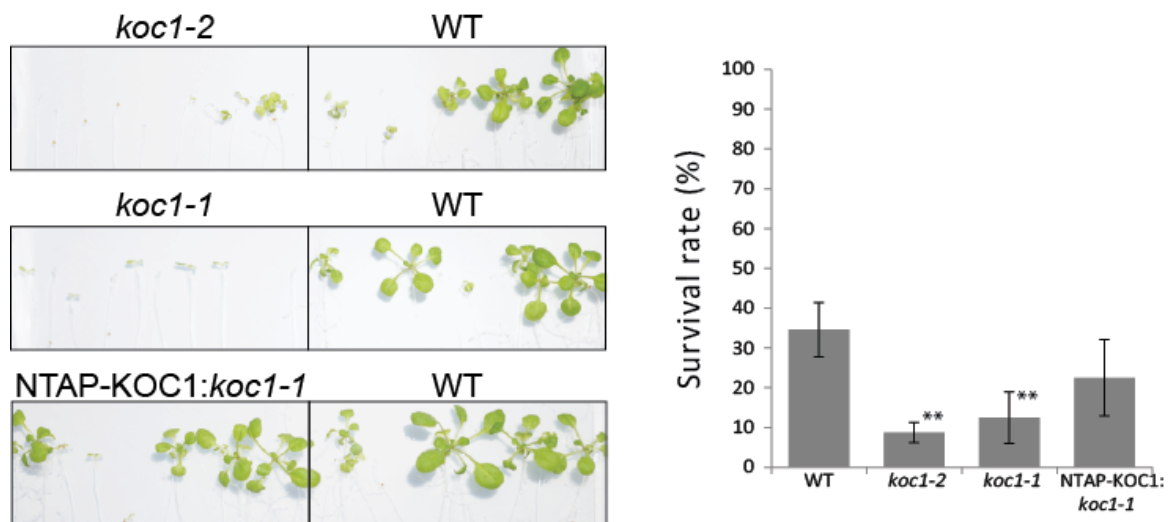 koc1-2 WT
koc1-1 WT
NTAP-KOC1:koc1-1 WT
Survival rate (%)
100
90
80
70
60
50
40
30
20
10
0
**
**
WT koc1-2 koc1-1 NTAP-KOC1:
koc1-1